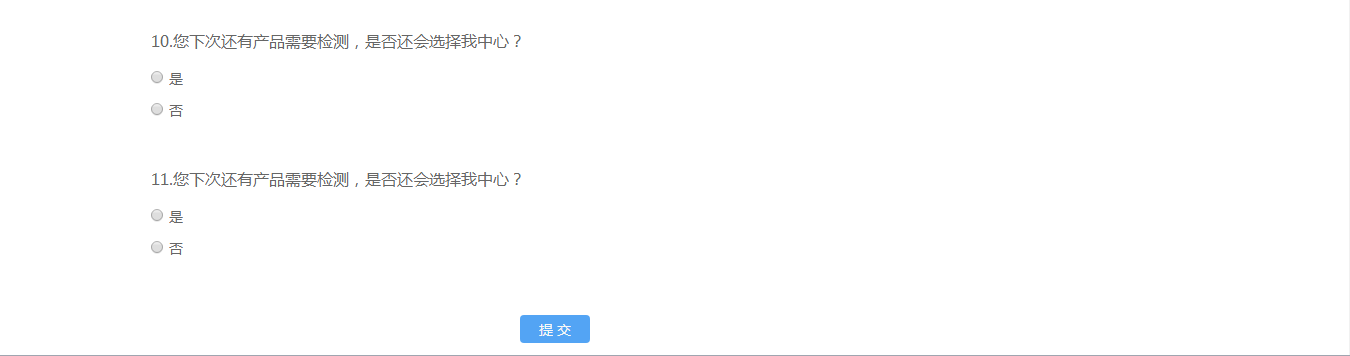 10.您下次还有产品需要检测，是否还会选择我中心？
是
否
11.您下次还有产品需要检测，是否还会选择我中心？
是
否
提 交